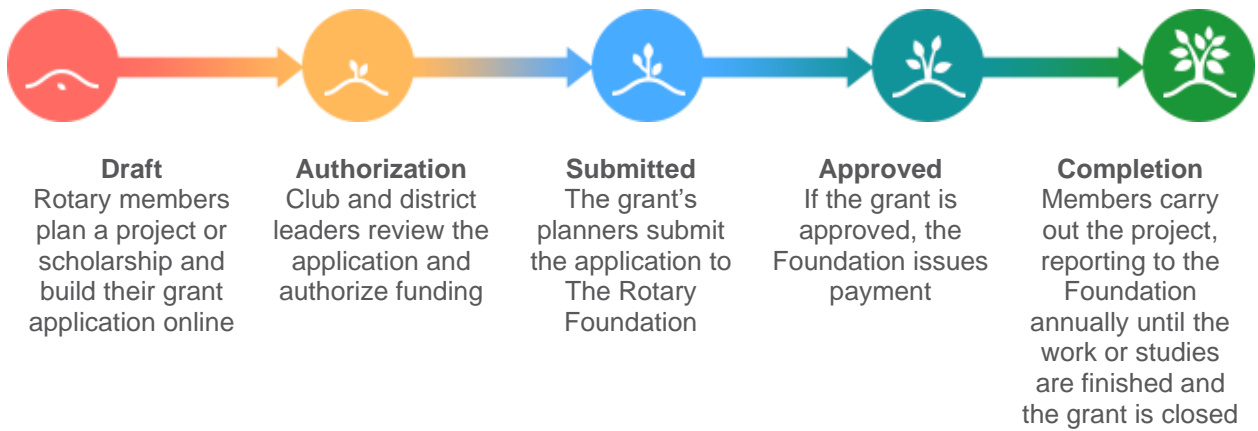 Draft
Rotary members
plan a project or
scholarship and
build their grant
application online
Authorization
Club and district
leaders review the
application and
authorize funding
Submitted
The grant’s
planners submit
the application to
The Rotary
Foundation
Approved
If the grant is
approved, the
Foundation issues
payment
Completion
Members carry
out the project,
reporting to the
Foundation
annually until the
work or studies
are finished and
the grant is closed